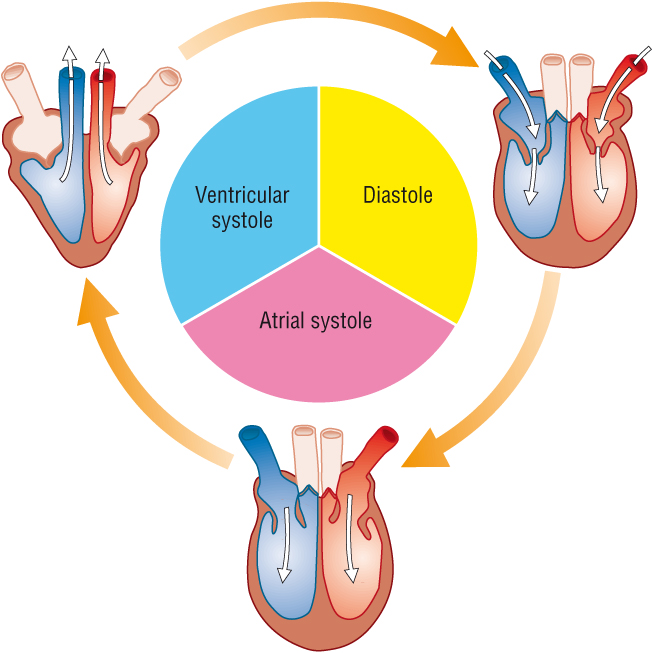 Ventricular
systole
Diastole
Atrial systole